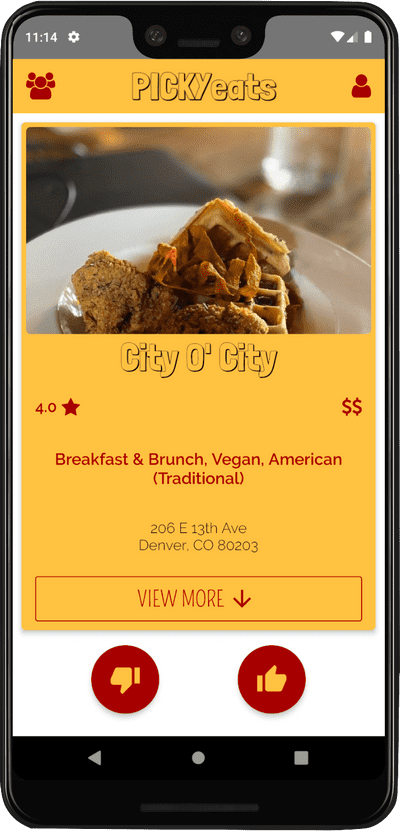 11:14
PICKYeats
City O' City
4.0
$$
Breakfast & Brunch, Vegan, American
(Traditional)
206 E 13th Ave
Denver, CO 80203
VIEW MORE